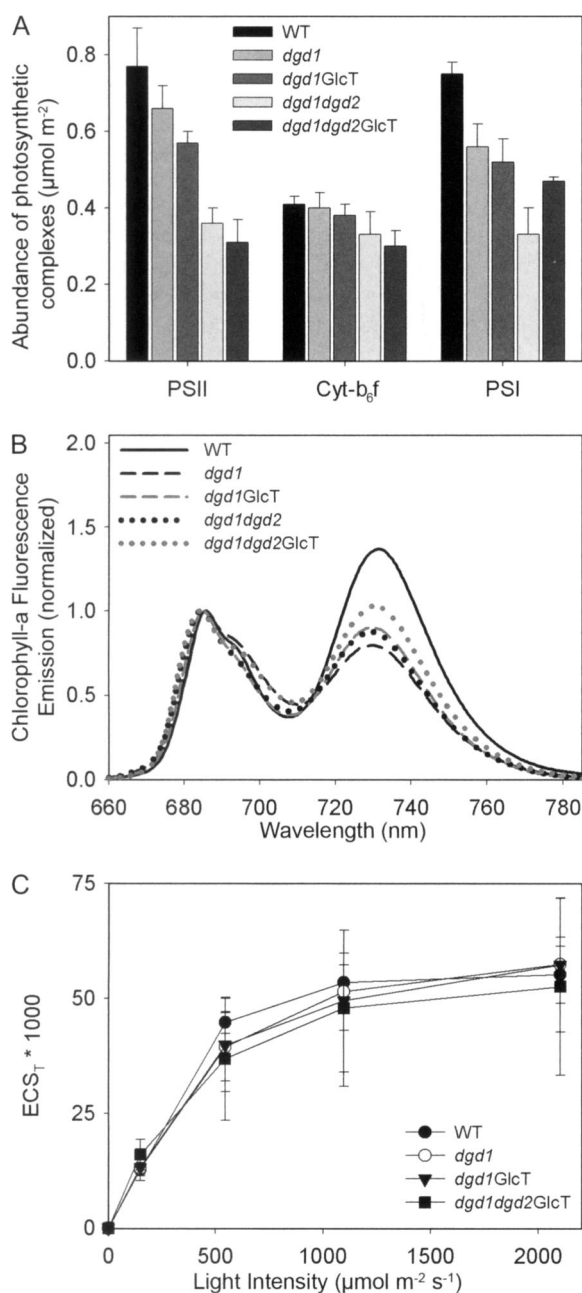 A
WT
dgd1
dgd1GlcT
dgd1dgd2
dgd1dgd2GlcT
Abundance of photosynthetic
complexes (µmol m⁻²)
0.8
0.6
0.4
0.2
0.0
PSII Cyt-b₆f PSI
B
WT
dgd1
dgd1GlcT
dgd1dgd2
dgd1dgd2GlcT
Chlorophyll-a Fluorescence
Emission (normalized)
2.0
1.5
1.0
0.5
0.0
660 680 700 720 740 760 780
Wavelength (nm)
C
ECS_T * 1000
75
50
25
0
WT
dgd1
dgd1GlcT
dgd1dgd2GlcT
0 500 1000 1500 2000
Light Intensity (µmol m⁻² s⁻¹)